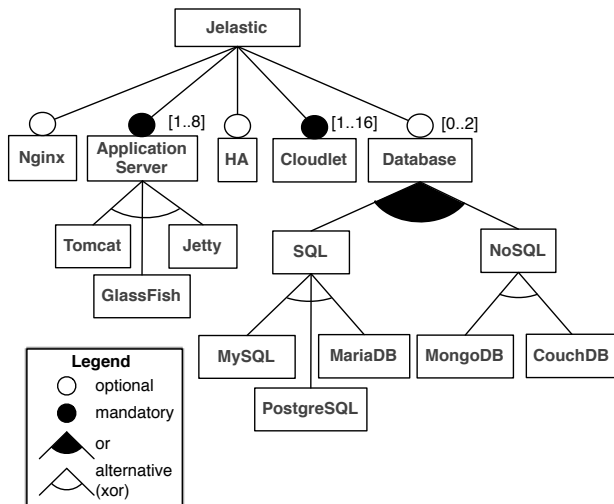 Jelastic
[1..8]
[1..16]
[0..2]
Nginx
Application
Server
HA
Cloudlet
Database
Tomcat
Jetty
GlassFish
SQL
NoSQL
MySQL
MariaDB
MongoDB
CouchDB
PostgreSQL
Legend
optional
mandatory
or
alternative
(xor)